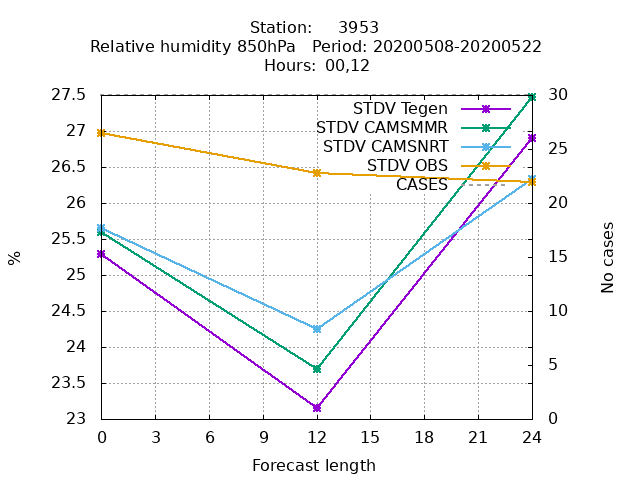 Station: 3953
Relative humidity 850hPa Period: 20200508-20200522
Hours: 00,12
27.5
27
26.5
26
25.5
25
24.5
24
23.5
23
%
STDV Tegen
STDV CAMSMMR
STDV CAMSNRT
STDV OBS
CASES
30
25
20
15
10
5
0
No cases
0 3 6 9 12 15 18 21 24
Forecast length